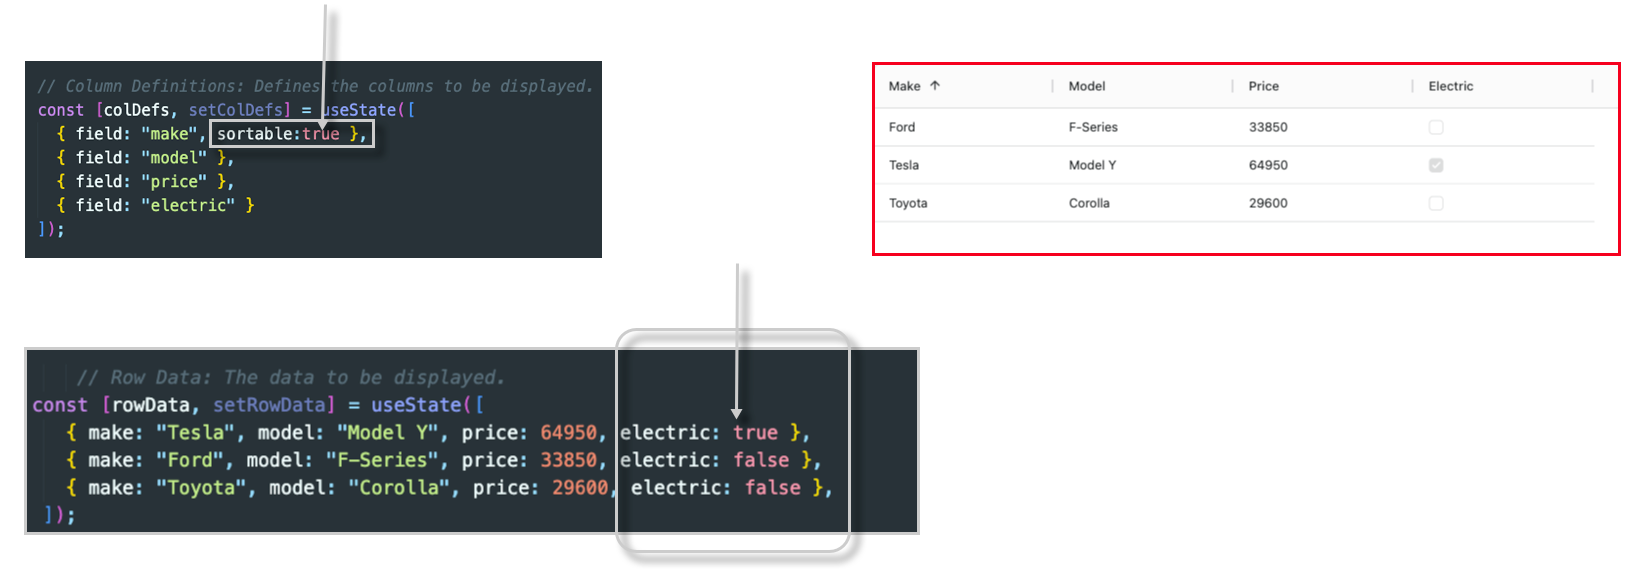 // Column Definitions: Defines the columns to be displayed.
const [colDefs, setColDefs] = useState([
{ field: "make", sortable:true },
{ field: "model" },
{ field: "price" },
{ field: "electric" }
]);
Make ↑ Model Price Electric
Ford F-Series 33850
Tesla Model Y 64950
Toyota Corolla 29600
// Row Data: The data to be displayed.
const [rowData, setRowData] = useState([
{ make: "Tesla", model: "Model Y", price: 64950, electric: true },
{ make: "Ford", model: "F-Series", price: 33850, electric: false },
{ make: "Toyota", model: "Corolla", price: 29600, electric: false },
]);